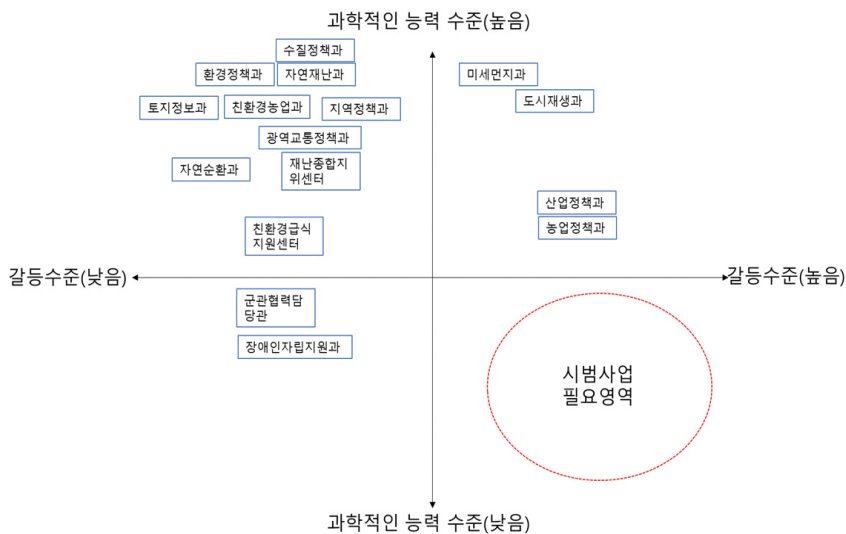 과학적인 능력 수준(높음)
수질정책과
환경정책과
자연재난과
미세먼지과
토지정보과
친환경농업과
지역정책과
도시재생과
광역교통정책과
자연순환과
재난종합지
위센터
산업정책과
농업정책과
친환경급식
지원센터
갈등수준(낮음)
갈등수준(높음)
군관협력담
당관
장애인자립지원과
시범사업
필요영역
과학적인 능력 수준(낮음)